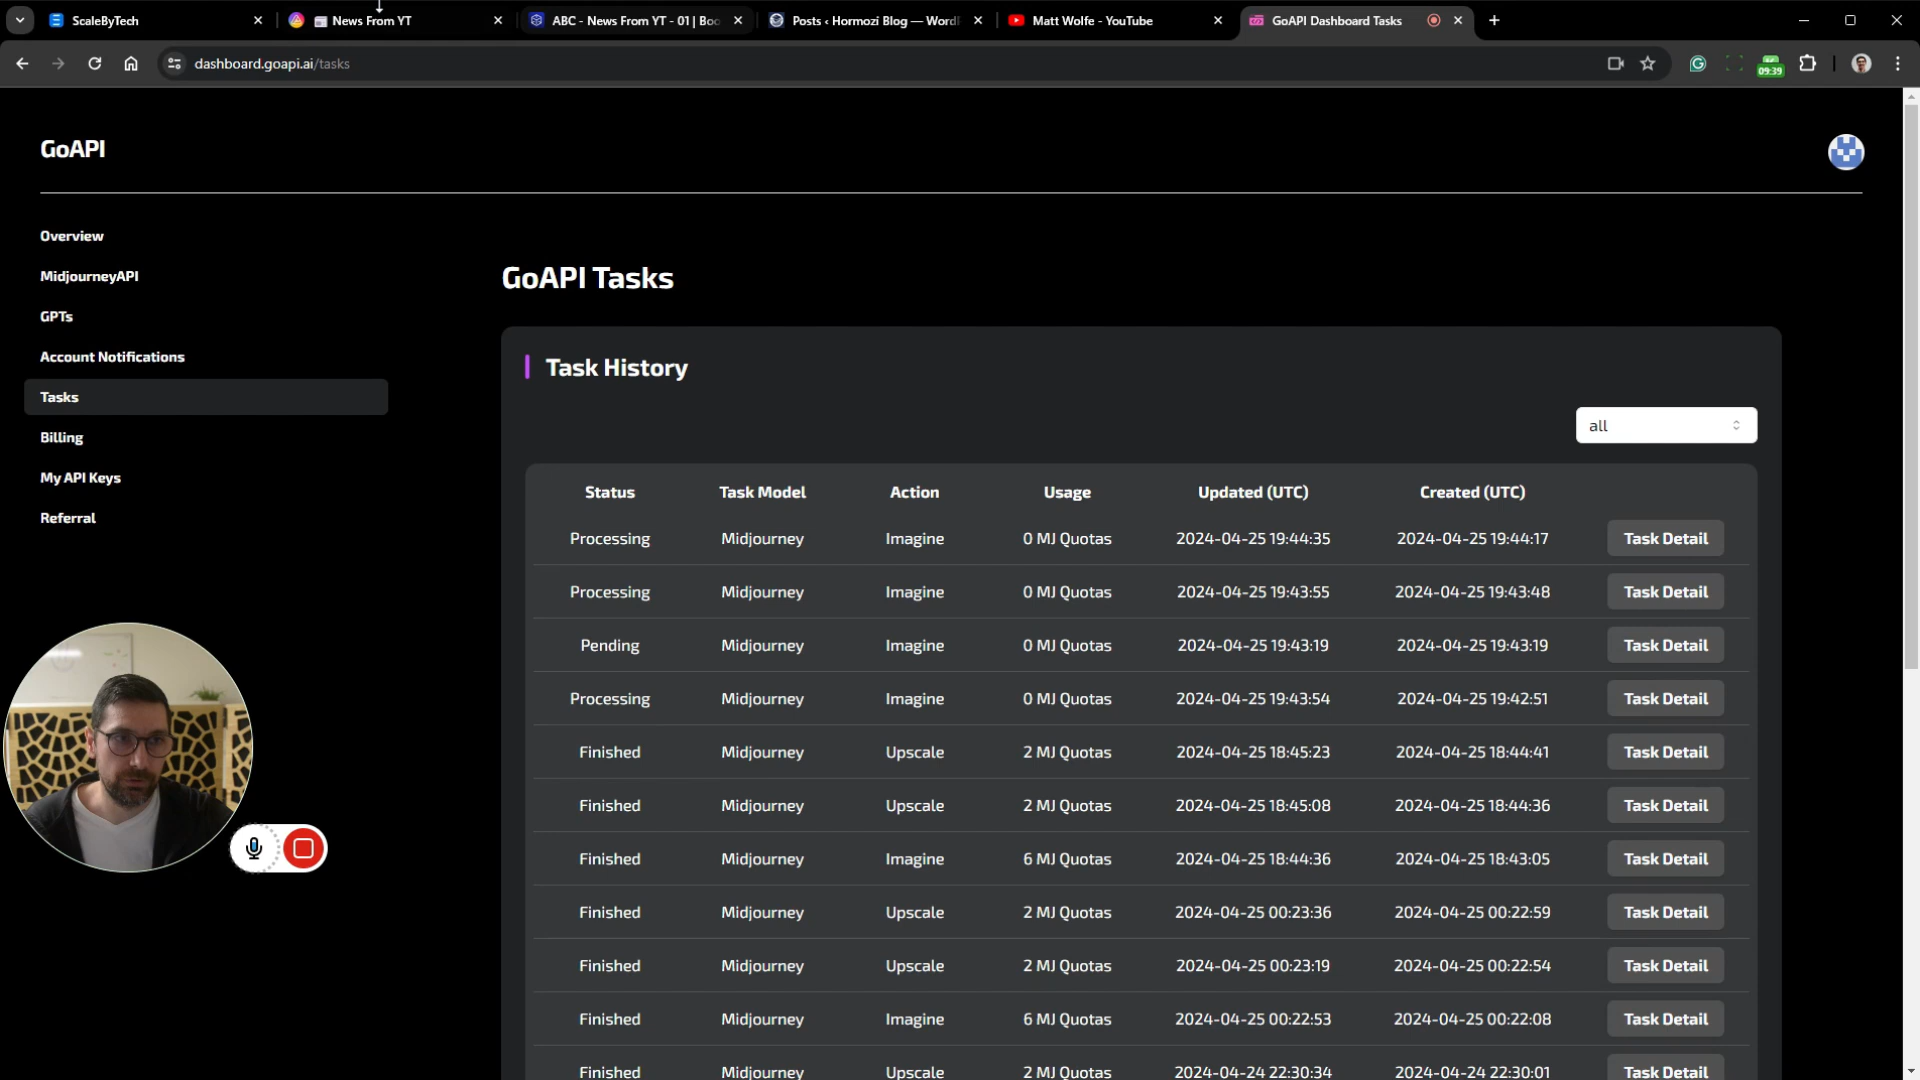 ScaleByTech
News From YT
ABC - News From YT - 01 | Boo
Posts ‹ Hormozi Blog — WordP
Matt Wolfe - YouTube
GoAPI Dashboard Tasks
dashboard.goapi.ai/tasks
09:39
GoAPI
Overview
MidjourneyAPI
GPTs
Account Notifications
Tasks
Billing
My API Keys
Referral
GoAPI Tasks
Task History
all
Status Task Model Action Usage Updated (UTC) Created (UTC)
Processing Midjourney Imagine 0 MJ Quotas 2024-04-25 19:44:35 2024-04-25 19:44:17 Task Detail
Processing Midjourney Imagine 0 MJ Quotas 2024-04-25 19:43:55 2024-04-25 19:43:48 Task Detail
Pending Midjourney Imagine 0 MJ Quotas 2024-04-25 19:43:19 2024-04-25 19:43:19 Task Detail
Processing Midjourney Imagine 0 MJ Quotas 2024-04-25 19:43:54 2024-04-25 19:42:51 Task Detail
Finished Midjourney Upscale 2 MJ Quotas 2024-04-25 18:45:23 2024-04-25 18:44:41 Task Detail
Finished Midjourney Upscale 2 MJ Quotas 2024-04-25 18:45:08 2024-04-25 18:44:36 Task Detail
Finished Midjourney Imagine 6 MJ Quotas 2024-04-25 18:44:36 2024-04-25 18:43:05 Task Detail
Finished Midjourney Upscale 2 MJ Quotas 2024-04-25 00:23:36 2024-04-25 00:22:59 Task Detail
Finished Midjourney Upscale 2 MJ Quotas 2024-04-25 00:23:19 2024-04-25 00:22:54 Task Detail
Finished Midjourney Imagine 6 MJ Quotas 2024-04-25 00:22:53 2024-04-25 00:22:08 Task Detail
Finished Midjourney Upscale 2 MJ Quotas 2024-04-24 22:30:34 2024-04-24 22:30:01 Task Detail